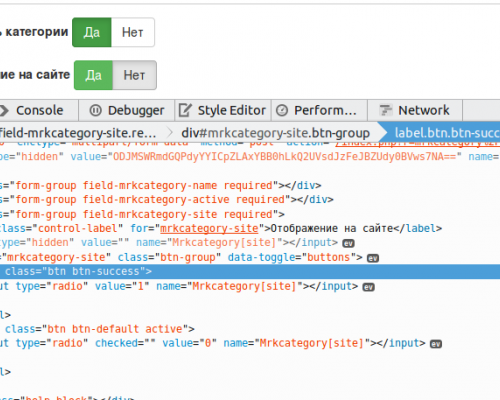 ь категории Да Нет
ие на сайте Да Нет
Console Debugger Style Editor Perform… Network
field-mrkcategory-site.re… div#mrkcategory-site.btn-group label.btn.btn-succ
ype="hidden" value="ODJMSWRmdGQPdyYYICpZLAxYBB0hLkQ2UVsdJzFeJBZUdy0BVws7NA==" name=
s="form-group field-mrkcategory-name required"></div>
s="form-group field-mrkcategory-active required"></div>
s="form-group field-mrkcategory-site required">
class="control-label" for="mrkcategory-site">Отображение на сайте</label>
type="hidden" value="" name="Mrkcategory[site]"></input> ev
="mrkcategory-site" class="btn-group" data-toggle="buttons"> ev
class="btn btn-success">
ut type="radio" value="1" name="Mrkcategory[site]"></input> ev
l>
class="btn btn-default active">
ut type="radio" checked="" value="0" name="Mrkcategory[site]"></input> ev
l>